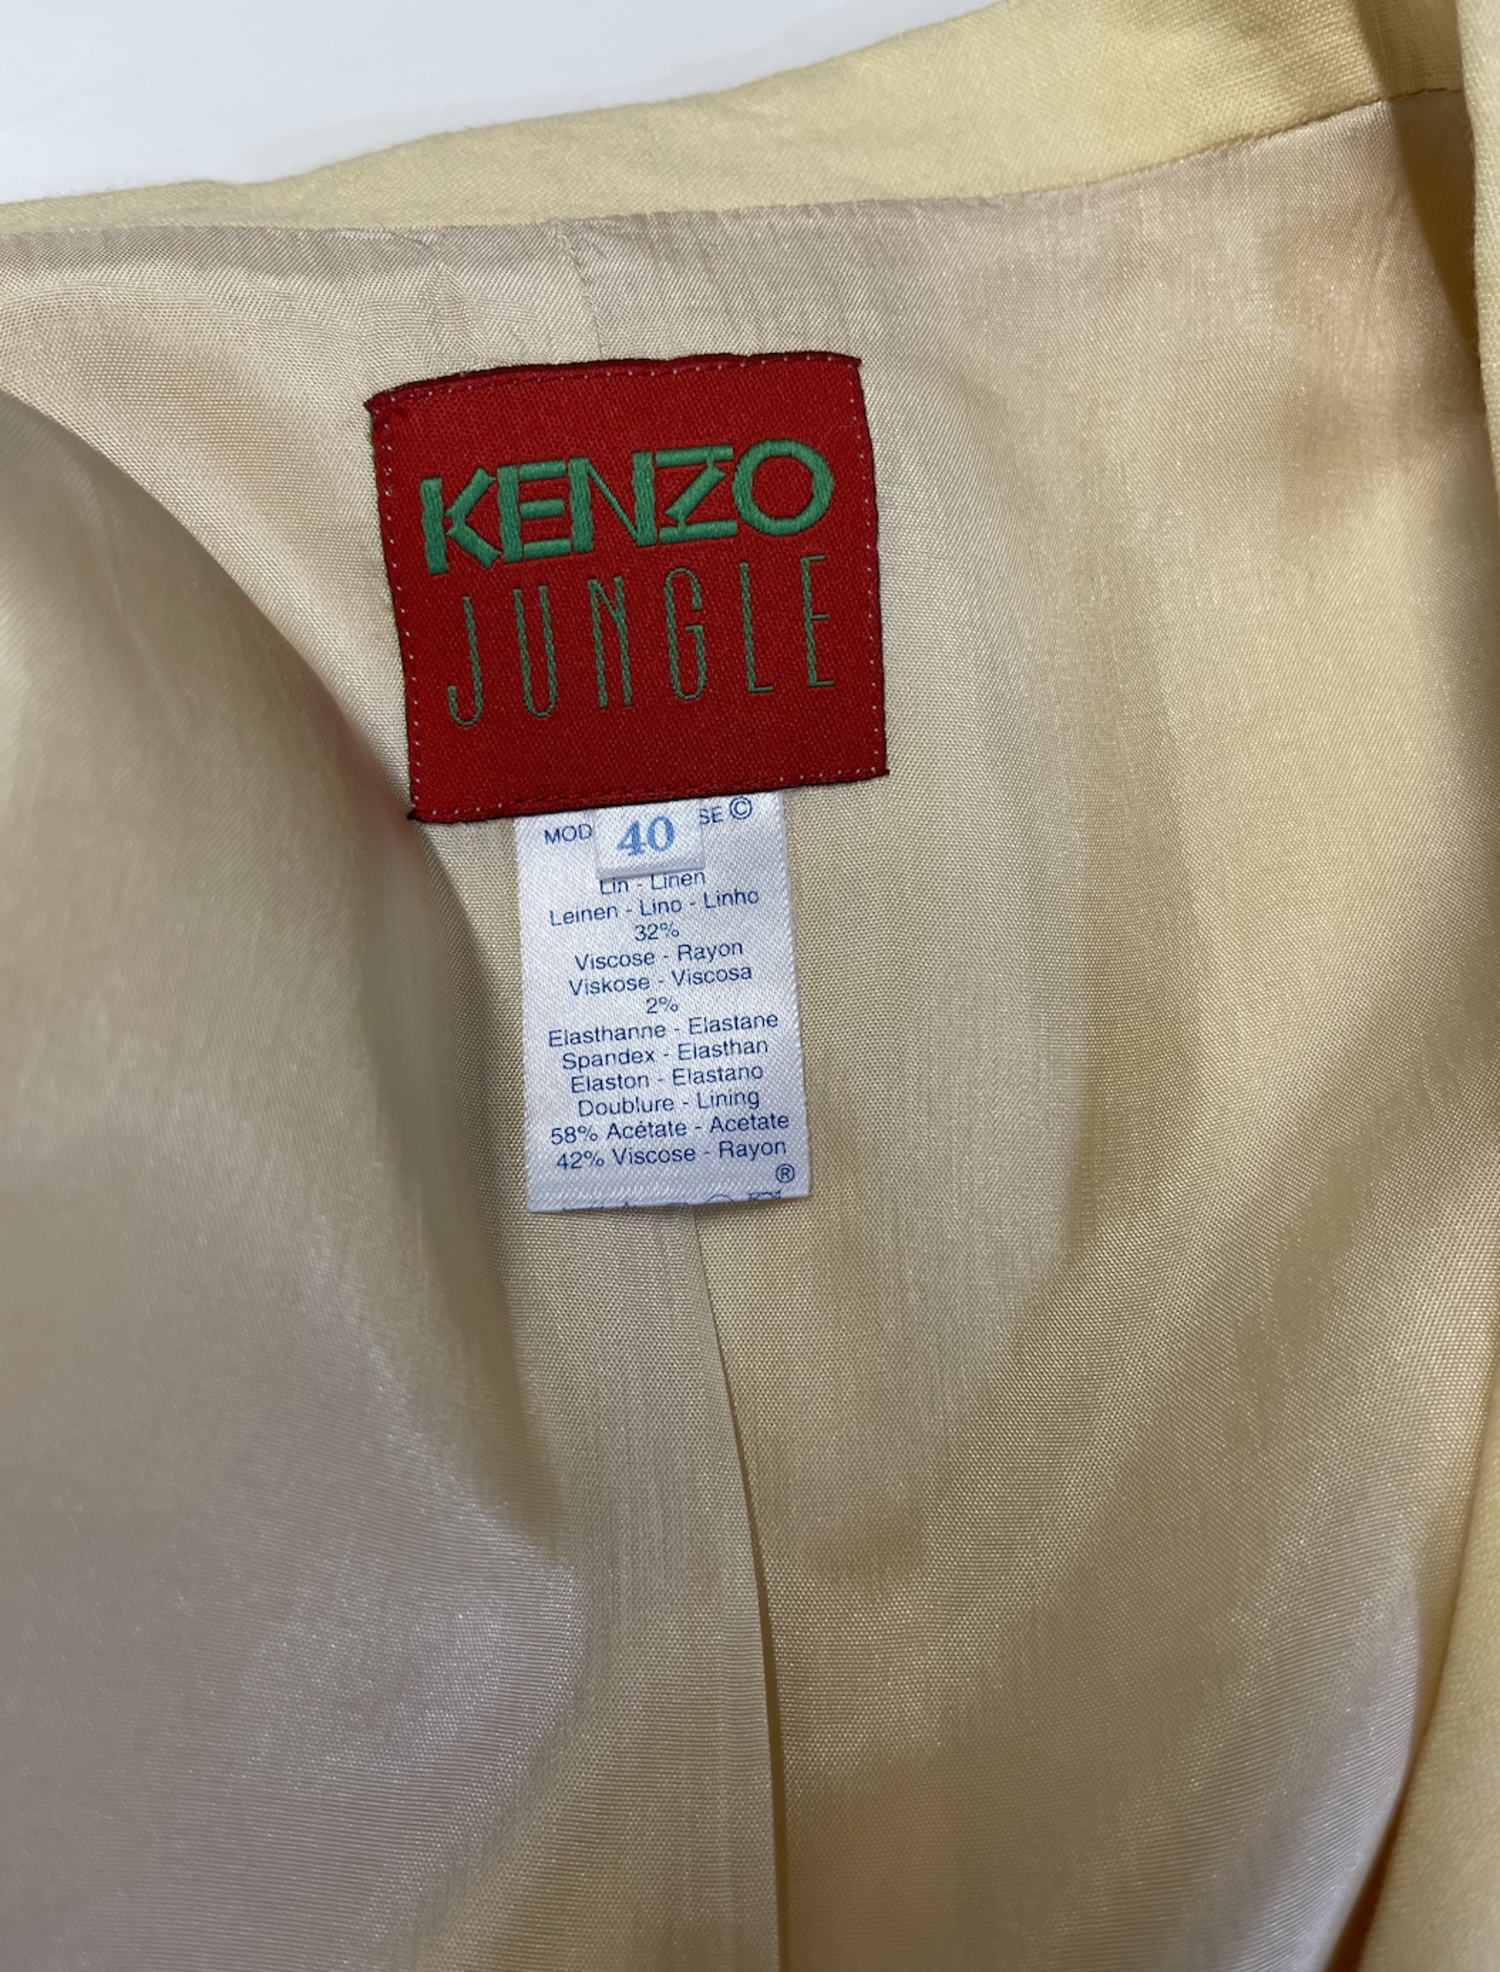 KENZO
JUNGLE
MOD
SE ©
40
Lin - Linen
Leinen - Lino - Linho
32%
Viscose - Rayon
Viskose - Viscosa
2%
Elasthanne - Elastane
Spandex - Elasthan
Elaston - Elastano
Doublure - Lining
58% Acétate - Acetate
42% Viscose - Rayon
®